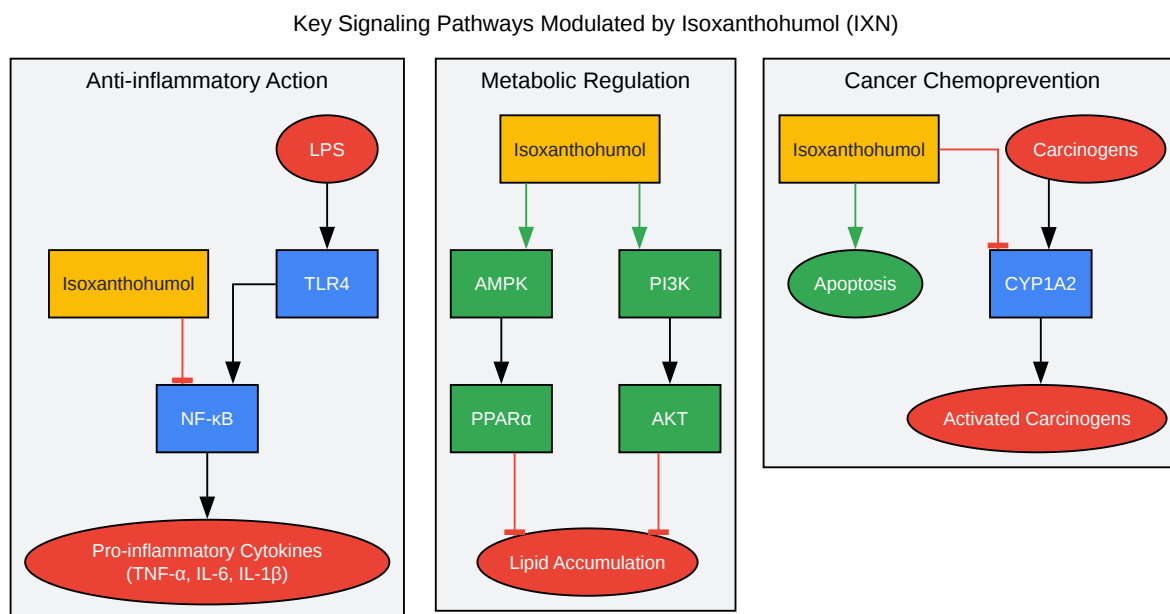 Key Signaling Pathways Modulated by Isoxanthohumol (IXN)
Anti-inflammatory Action
LPS
Isoxanthohumol
TLR4
NF-κB
Pro-inflammatory Cytokines
(TNF-α, IL-6, IL-1β)
Metabolic Regulation
Isoxanthohumol
AMPK
PI3K
PPARα
AKT
Lipid Accumulation
Cancer Chemoprevention
Isoxanthohumol
Carcinogens
Apoptosis
CYP1A2
Activated Carcinogens